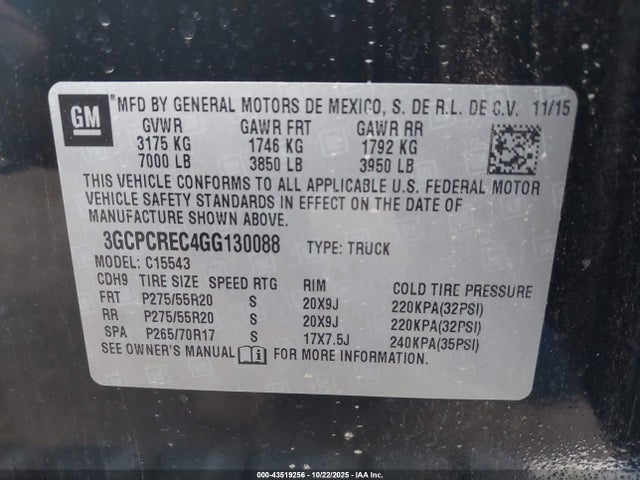 GM
MFD BY GENERAL MOTORS DE MEXICO, S. DE R.L. DE C.V. 11/15
GVWR GAWR FRT GAWR RR
3175 KG 1746 KG 1792 KG
7000 LB 3850 LB 3950 LB
THIS VEHICLE CONFORMS TO ALL APPLICABLE U.S. FEDERAL MOTOR
VEHICLE SAFETY STANDARDS IN EFFECT ON THE DATE OF
MANUFACTURE SHOWN ABOVE.
3GCPCREC4GG130088 TYPE: TRUCK
MODEL: C15543
CDH9 TIRE SIZE SPEED RTG RIM COLD TIRE PRESSURE
FRT P275/55R20 S 20X9J 220KPA(32PSI)
RR P275/55R20 S 20X9J 220KPA(32PSI)
SPA P265/70R17 S 17X7.5J 240KPA(35PSI)
SEE OWNER'S MANUAL FOR MORE INFORMATION.
000-43519256 - 10/22/2025 - IAA Inc.